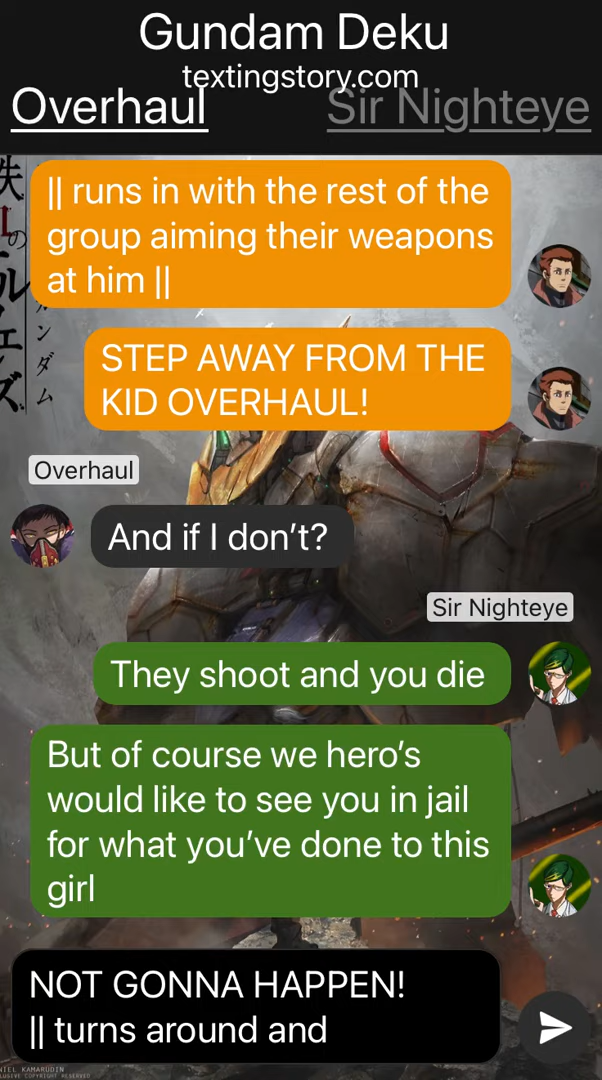 Gundam Deku
textingstory.com
Overhaul
Sir Nighteye
|| runs in with the rest of the
group aiming their weapons
at him ||
STEP AWAY FROM THE
KID OVERHAUL!
Overhaul
And if I don't?
Sir Nighteye
They shoot and you die
But of course we hero's
would like to see you in jail
for what you've done to this
girl
NOT GONNA HAPPEN!
|| turns around and